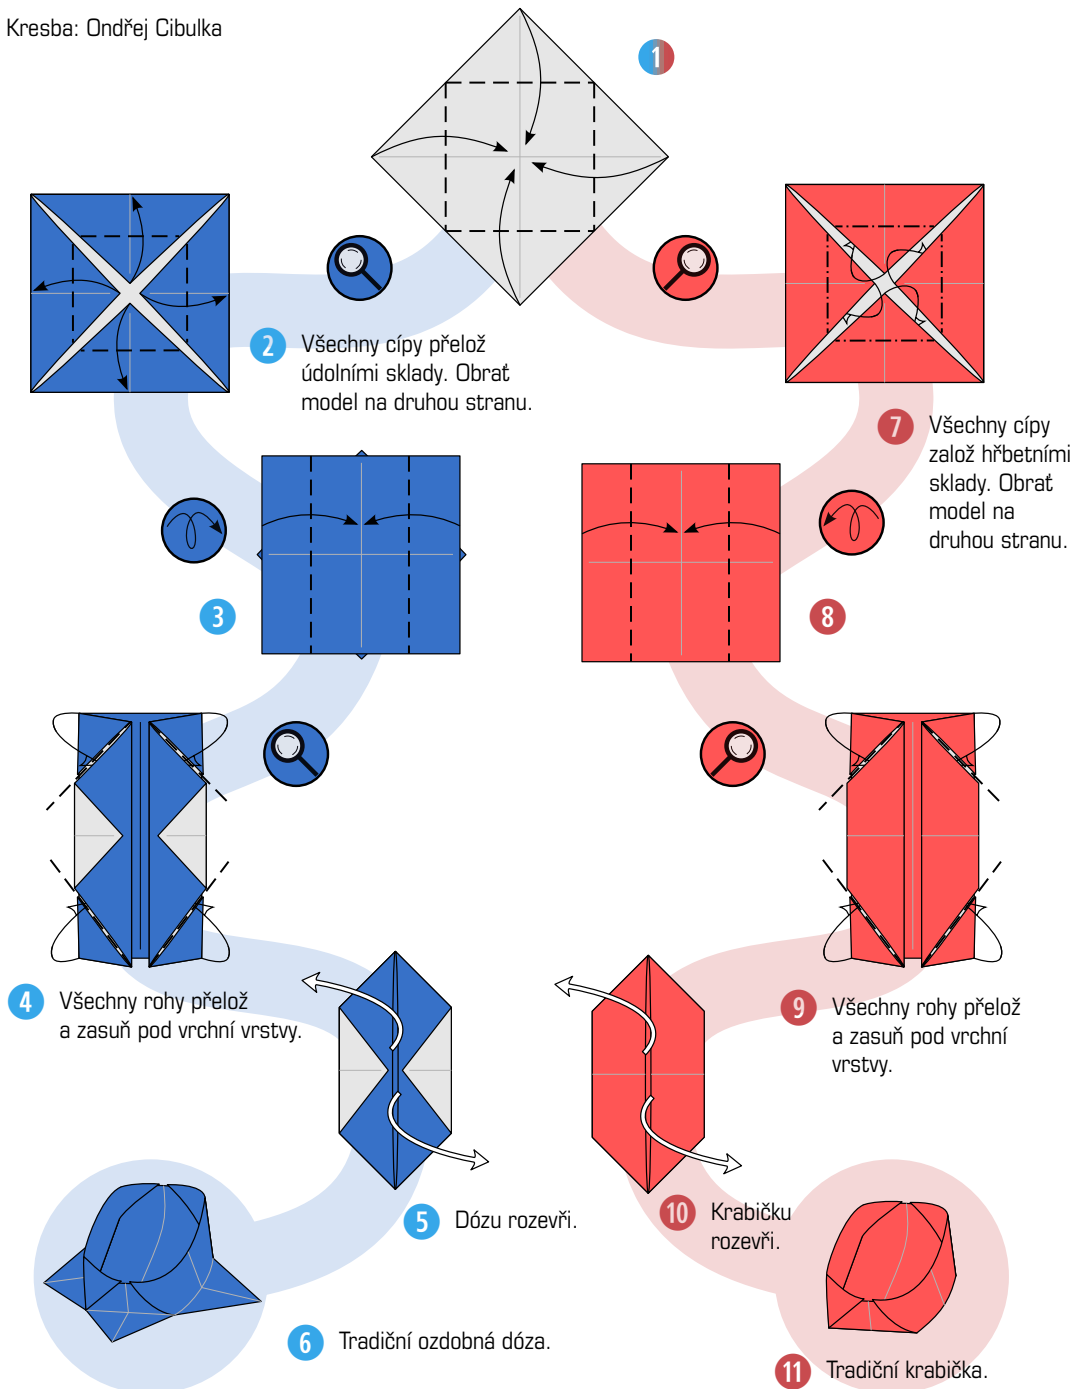 Kresba: Ondřej Cibulka
1
2
Všechny cípy přelož
údolními sklady. Obrať
model na druhou stranu.
3
4
Všechny rohy přelož
a zasuň pod vrchní vrstvy.
5
Dózu rozevři.
6
Tradiční ozdobná dóza.
7
Všechny cípy
založ hřbetními
sklady. Obrať
model na
druhou stranu.
8
9
Všechny rohy přelož
a zasuň pod vrchní
vrstvy.
10
Krabičku
rozevři.
11
Tradiční krabička.